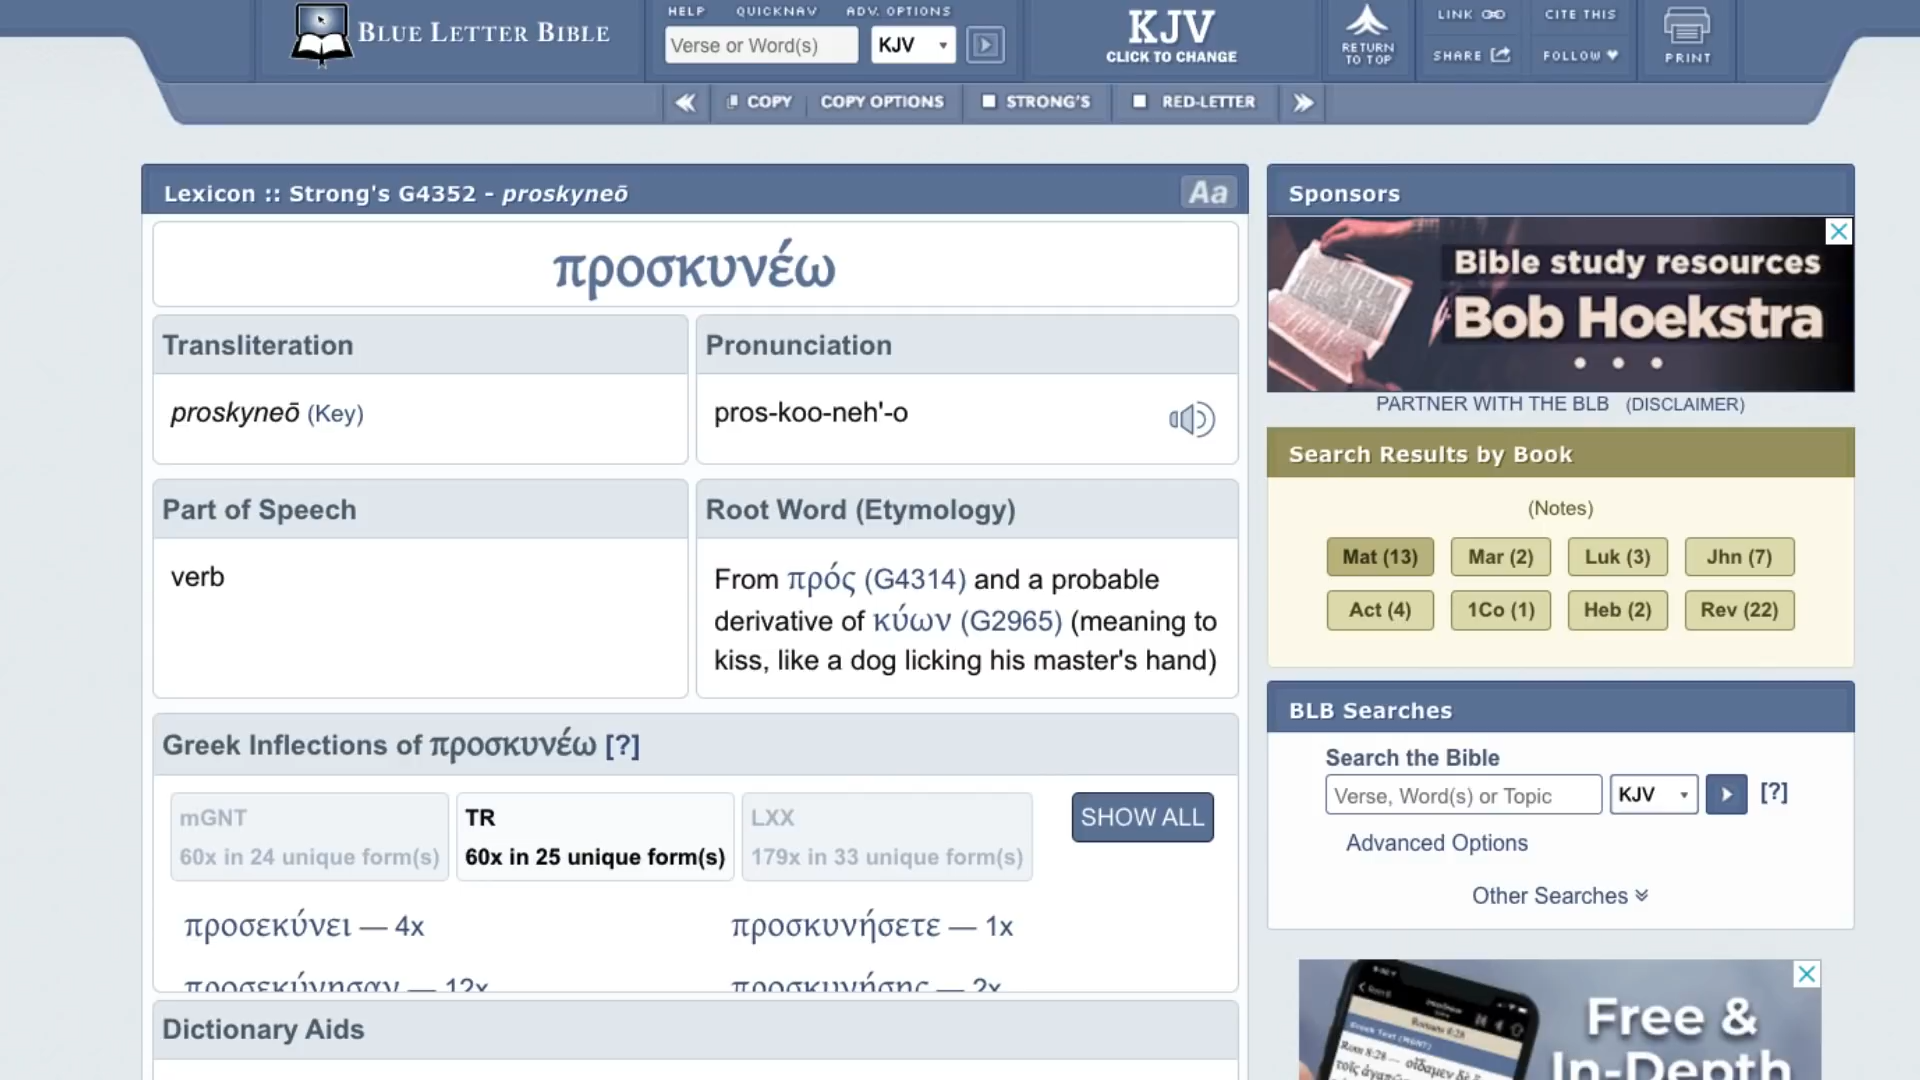 BLUE LETTER BIBLE
HELP QUICKNAV ADV. OPTIONS
Verse or Word(s) KJV
KJV
CLICK TO CHANGE
RETURN
TO TOP
LINK
CITE THIS
SHARE
FOLLOW
PRINT
COPY COPY OPTIONS STRONG'S RED-LETTER
Lexicon :: Strong's G4352 - proskyneō
Aa
προσκυνέω
Transliteration
proskyneō (Key)
Pronunciation
pros-koo-neh'-o
Part of Speech
verb
Root Word (Etymology)
From πρός (G4314) and a probable
derivative of κύων (G2965) (meaning to
kiss, like a dog licking his master's hand)
Greek Inflections of προσκυνέω [?]
mGNT
60x in 24 unique form(s)
TR
60x in 25 unique form(s)
LXX
179x in 33 unique form(s)
SHOW ALL
προσεκύνει — 4x
προσκυνήσετε — 1x
προσεκύνησαν — 12x
προσκυνήσης — 2x
Dictionary Aids
Sponsors
Bible study resources
Bob Hoekstra
PARTNER WITH THE BLB (DISCLAIMER)
Search Results by Book
(Notes)
Mat (13) Mar (2) Luk (3) Jhn (7)
Act (4) 1Co (1) Heb (2) Rev (22)
BLB Searches
Search the Bible
Verse, Word(s) or Topic KJV [?]
Advanced Options
Other Searches
Free &
In-Depth